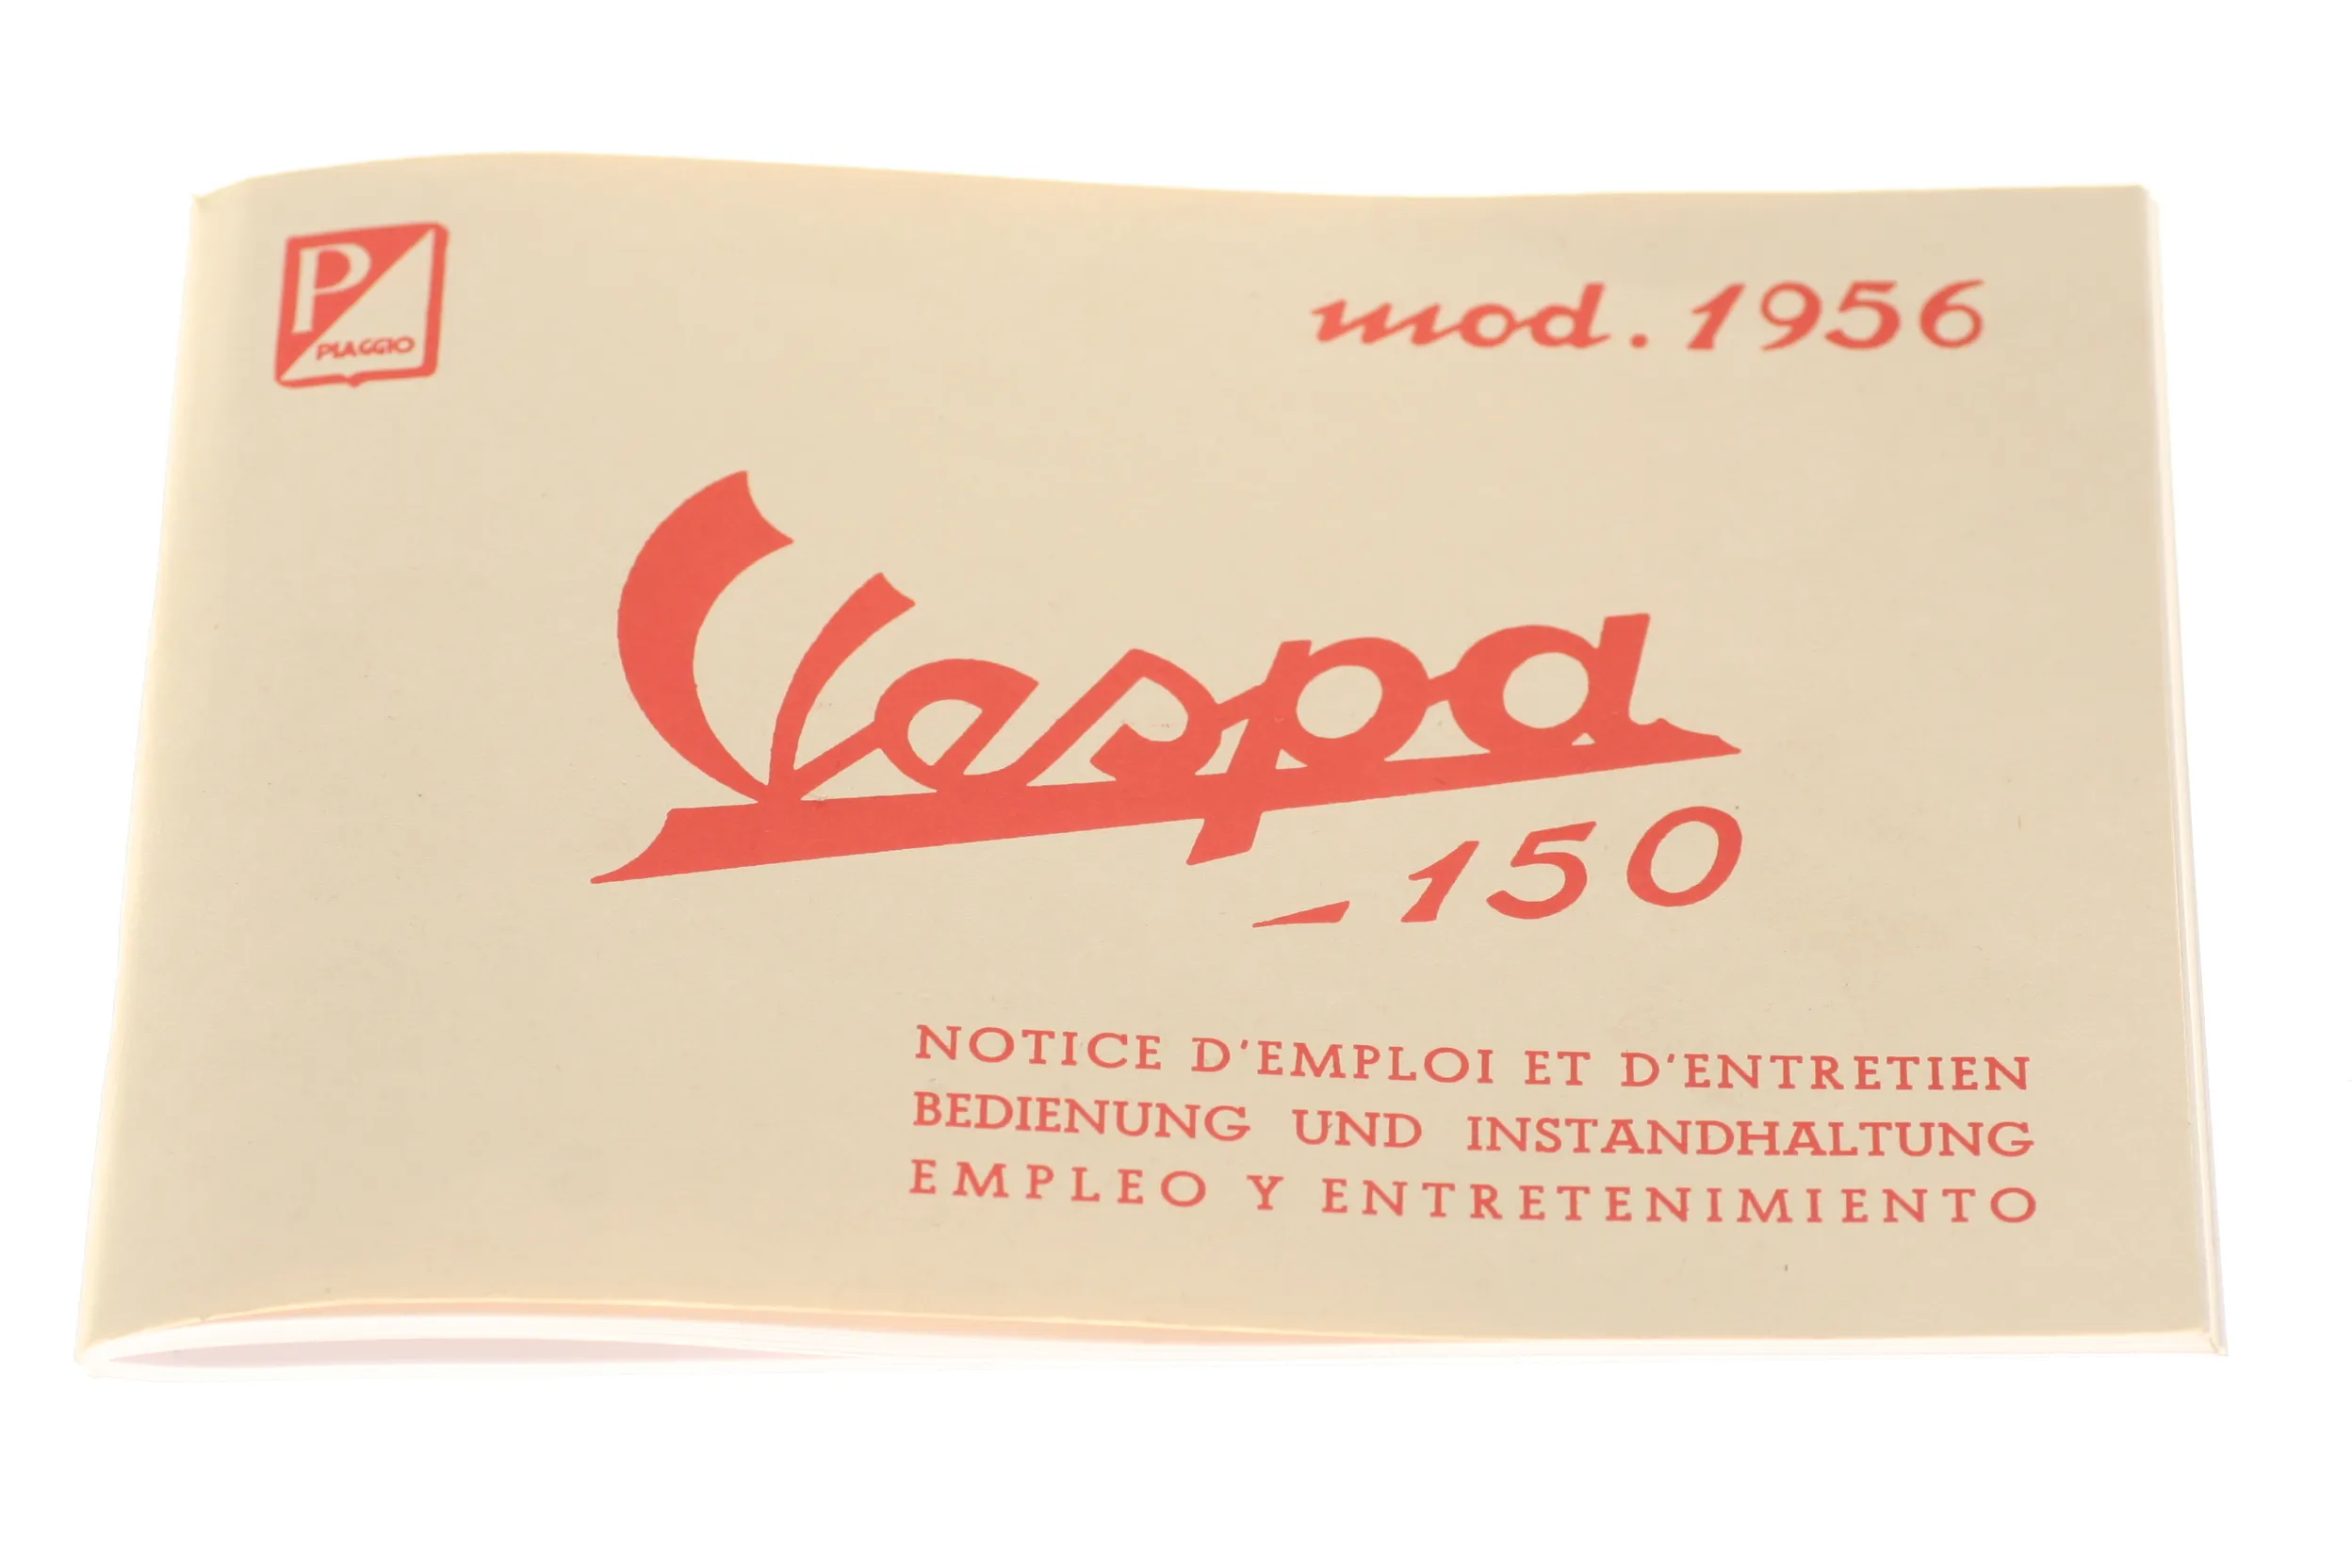 P
PIAGGIO
mod. 1956
Vespa
150
NOTICE D'EMPLOI ET D'ENTRETIEN
BEDIENUNG UND INSTANDHALTUNG
EMPLEO Y ENTRETENIMIENTO